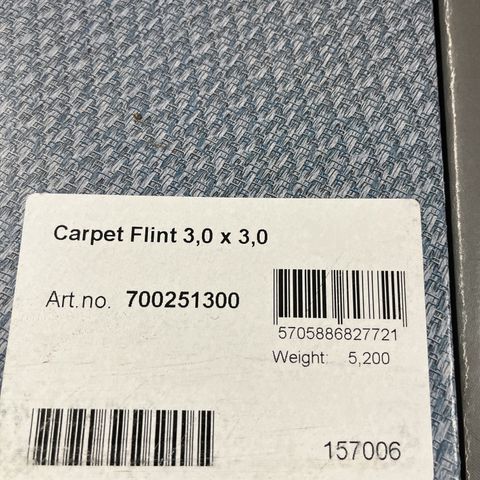 Carpet Flint 3,0 x 3,0
Art.no. 700251300
5705886827721
Weight: 5,200
157006